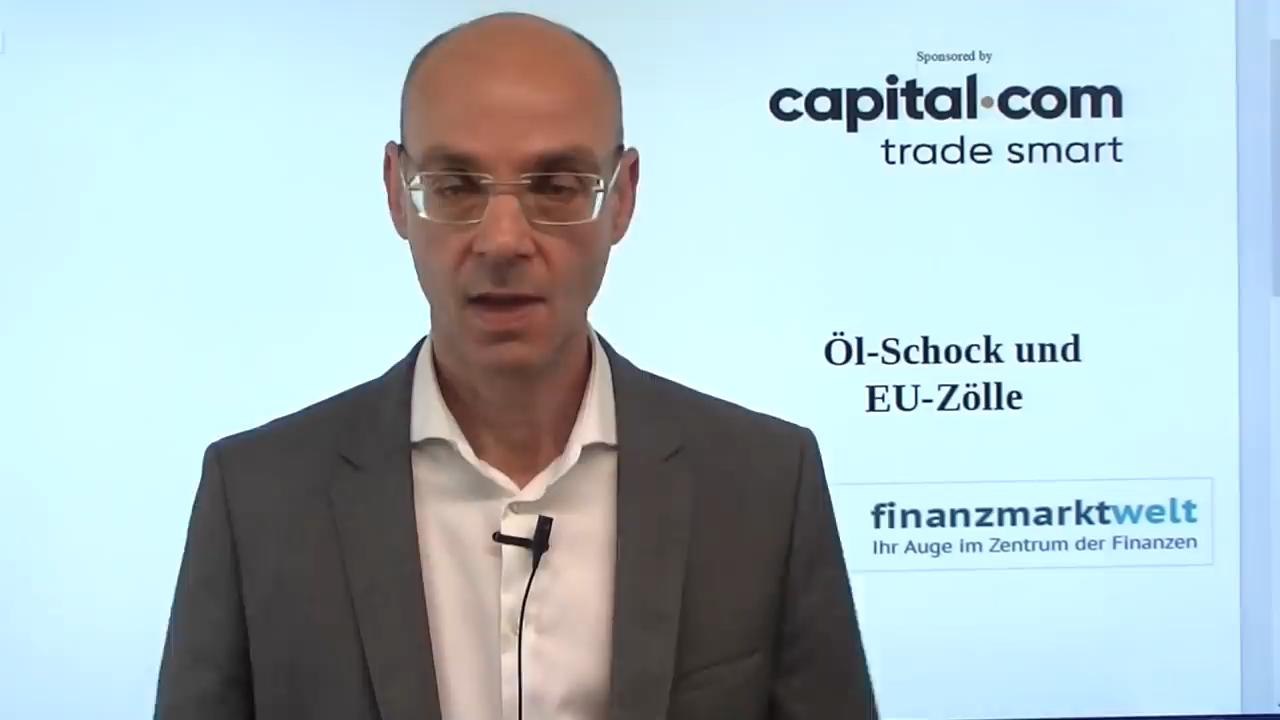 Sponsored by
capital·com
trade smart
Öl-Schock und
EU-Zölle
finanzmarktwelt
Ihr Auge im Zentrum der Finanzen